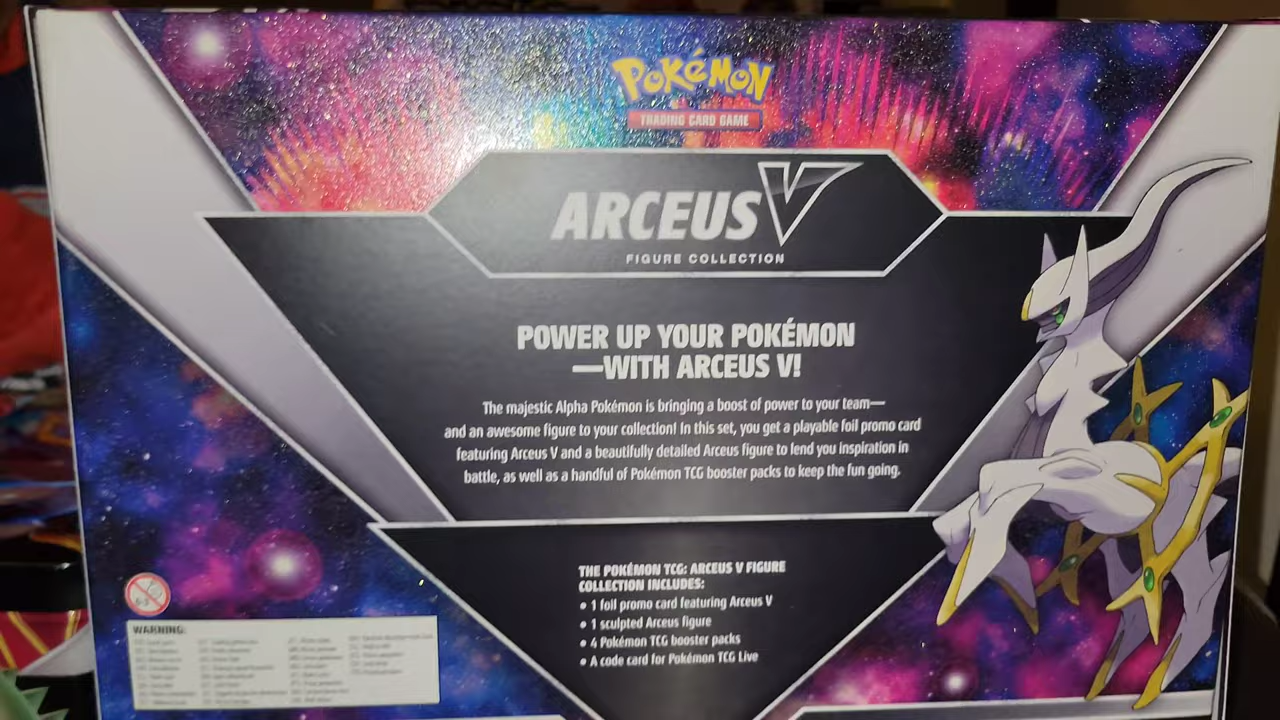 POKéMON
TRADING CARD GAME
ARCEUS V
FIGURE COLLECTION
POWER UP YOUR POKÉMON
—WITH ARCEUS V!
The majestic Alpha Pokémon is bringing a boost of power to your team—
and an awesome figure to your collection! In this set, you get a playable foil promo card
featuring Arceus V and a beautifully detailed Arceus figure to lend you inspiration in
battle, as well as a handful of Pokémon TCG booster packs to keep the fun going.
THE POKÉMON TCG: ARCEUS V FIGURE
COLLECTION INCLUDES:
• 1 foil promo card featuring Arceus V
• 1 sculpted Arceus figure
• 4 Pokémon TCG booster packs
• A code card for Pokémon TCG Live
0-3
WARNING: